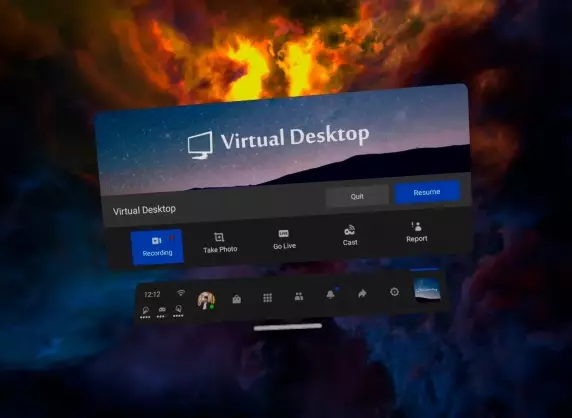 Virtual Desktop
Virtual Desktop
Quit
Resume
Recording
Take Photo
Go Live
Cast
Report
12:12